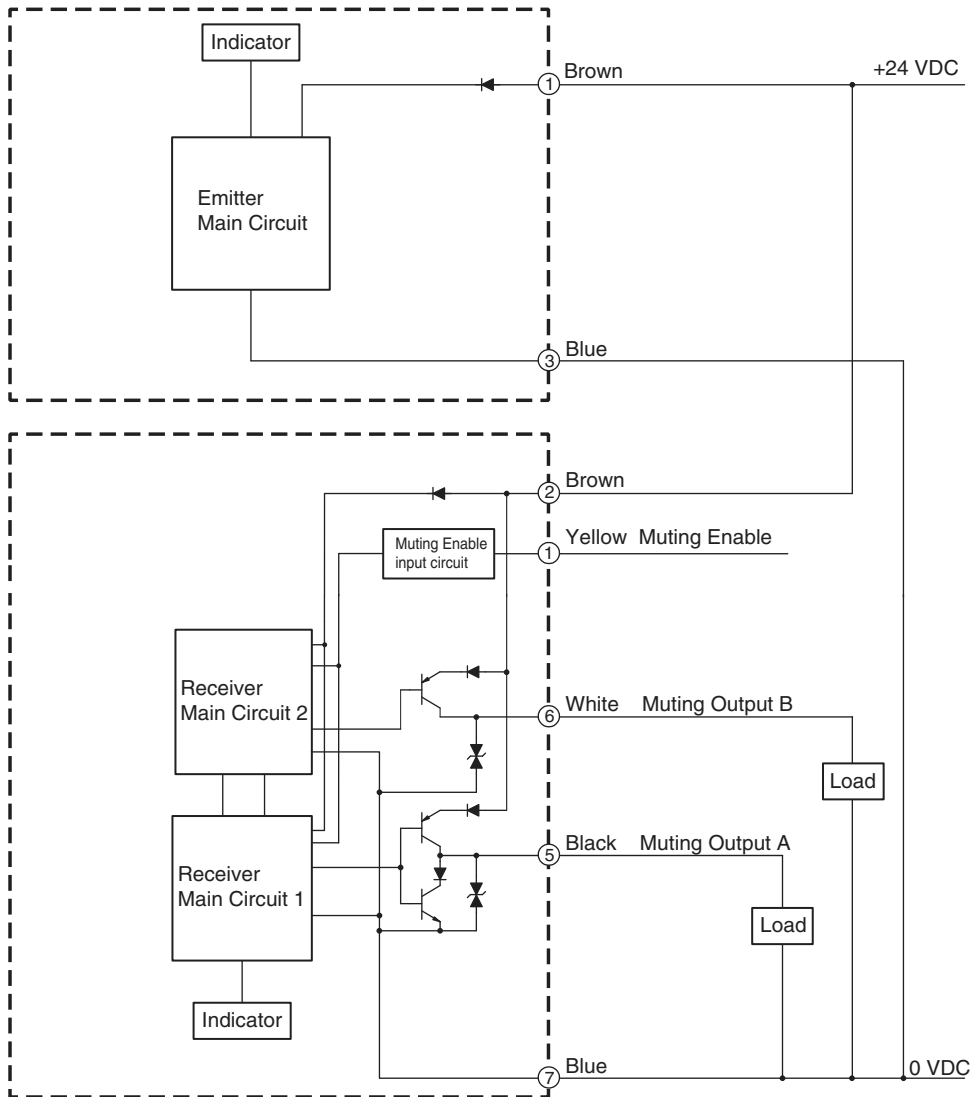 Indicator
① Brown
+24 VDC
Emitter
Main Circuit
③ Blue
② Brown
Muting Enable
input circuit
① Yellow Muting Enable
Receiver
Main Circuit 2
⑥ White Muting Output B
Load
Receiver
Main Circuit 1
⑤ Black Muting Output A
Load
Indicator
⑦ Blue
0 VDC